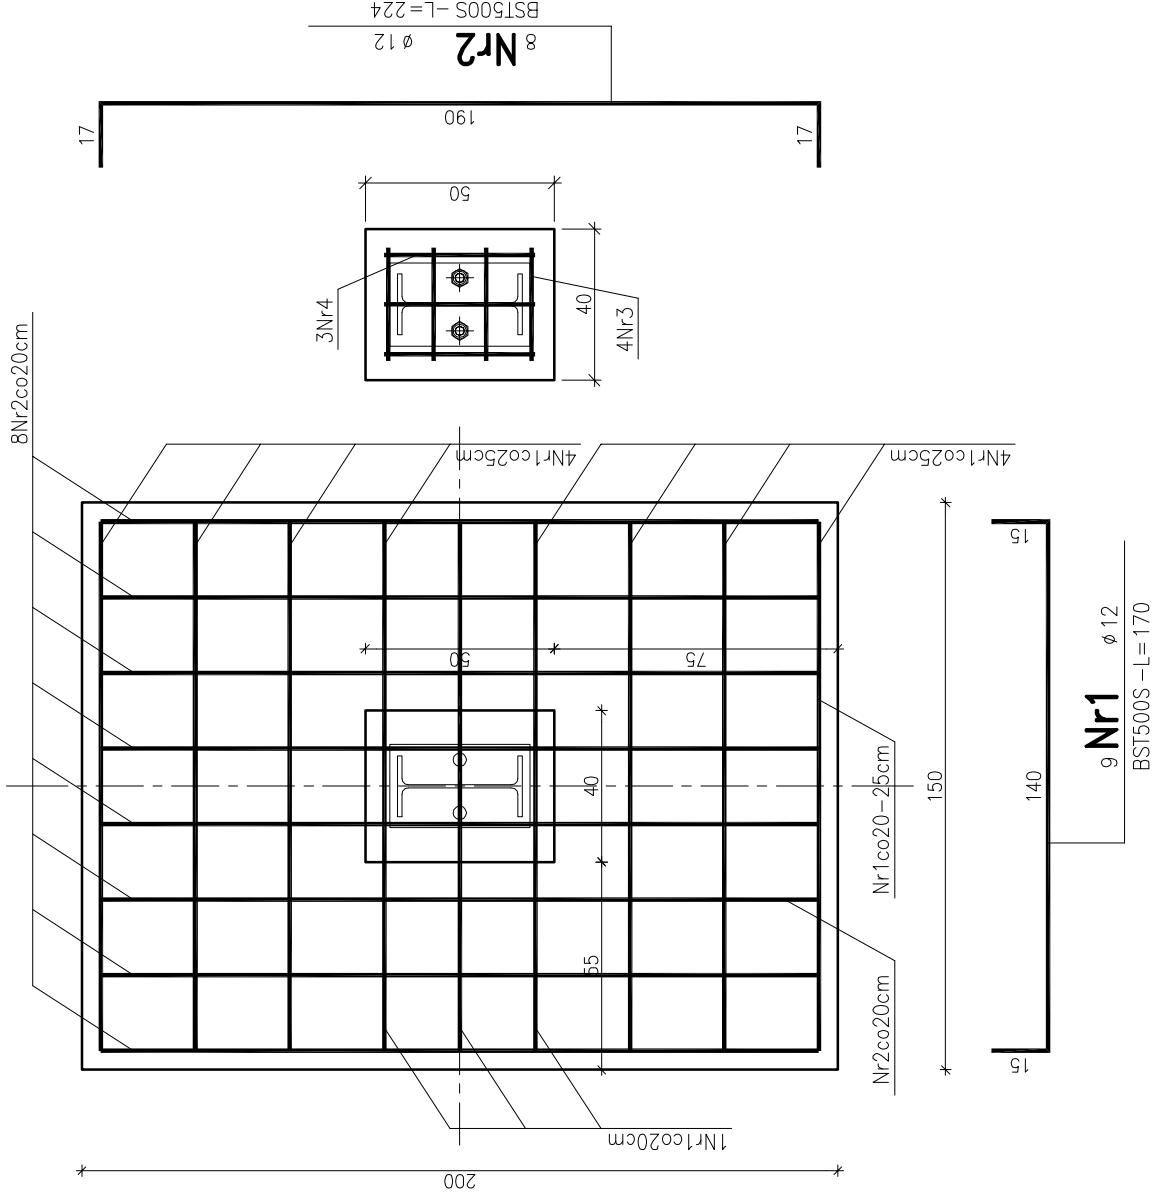 BST500S -L=224
8 Nr2 ø12
190
17
17
50
3Nr4
40
4Nr3
8Nr2co20cm
4Nr1co25cm
4Nr1co25cm
50
75
40
55
150
Nr1co20-25cm
Nr2co20cm
1Nr1co20cm
200
15
140
15
9 Nr1 ø12
BST500S -L=170